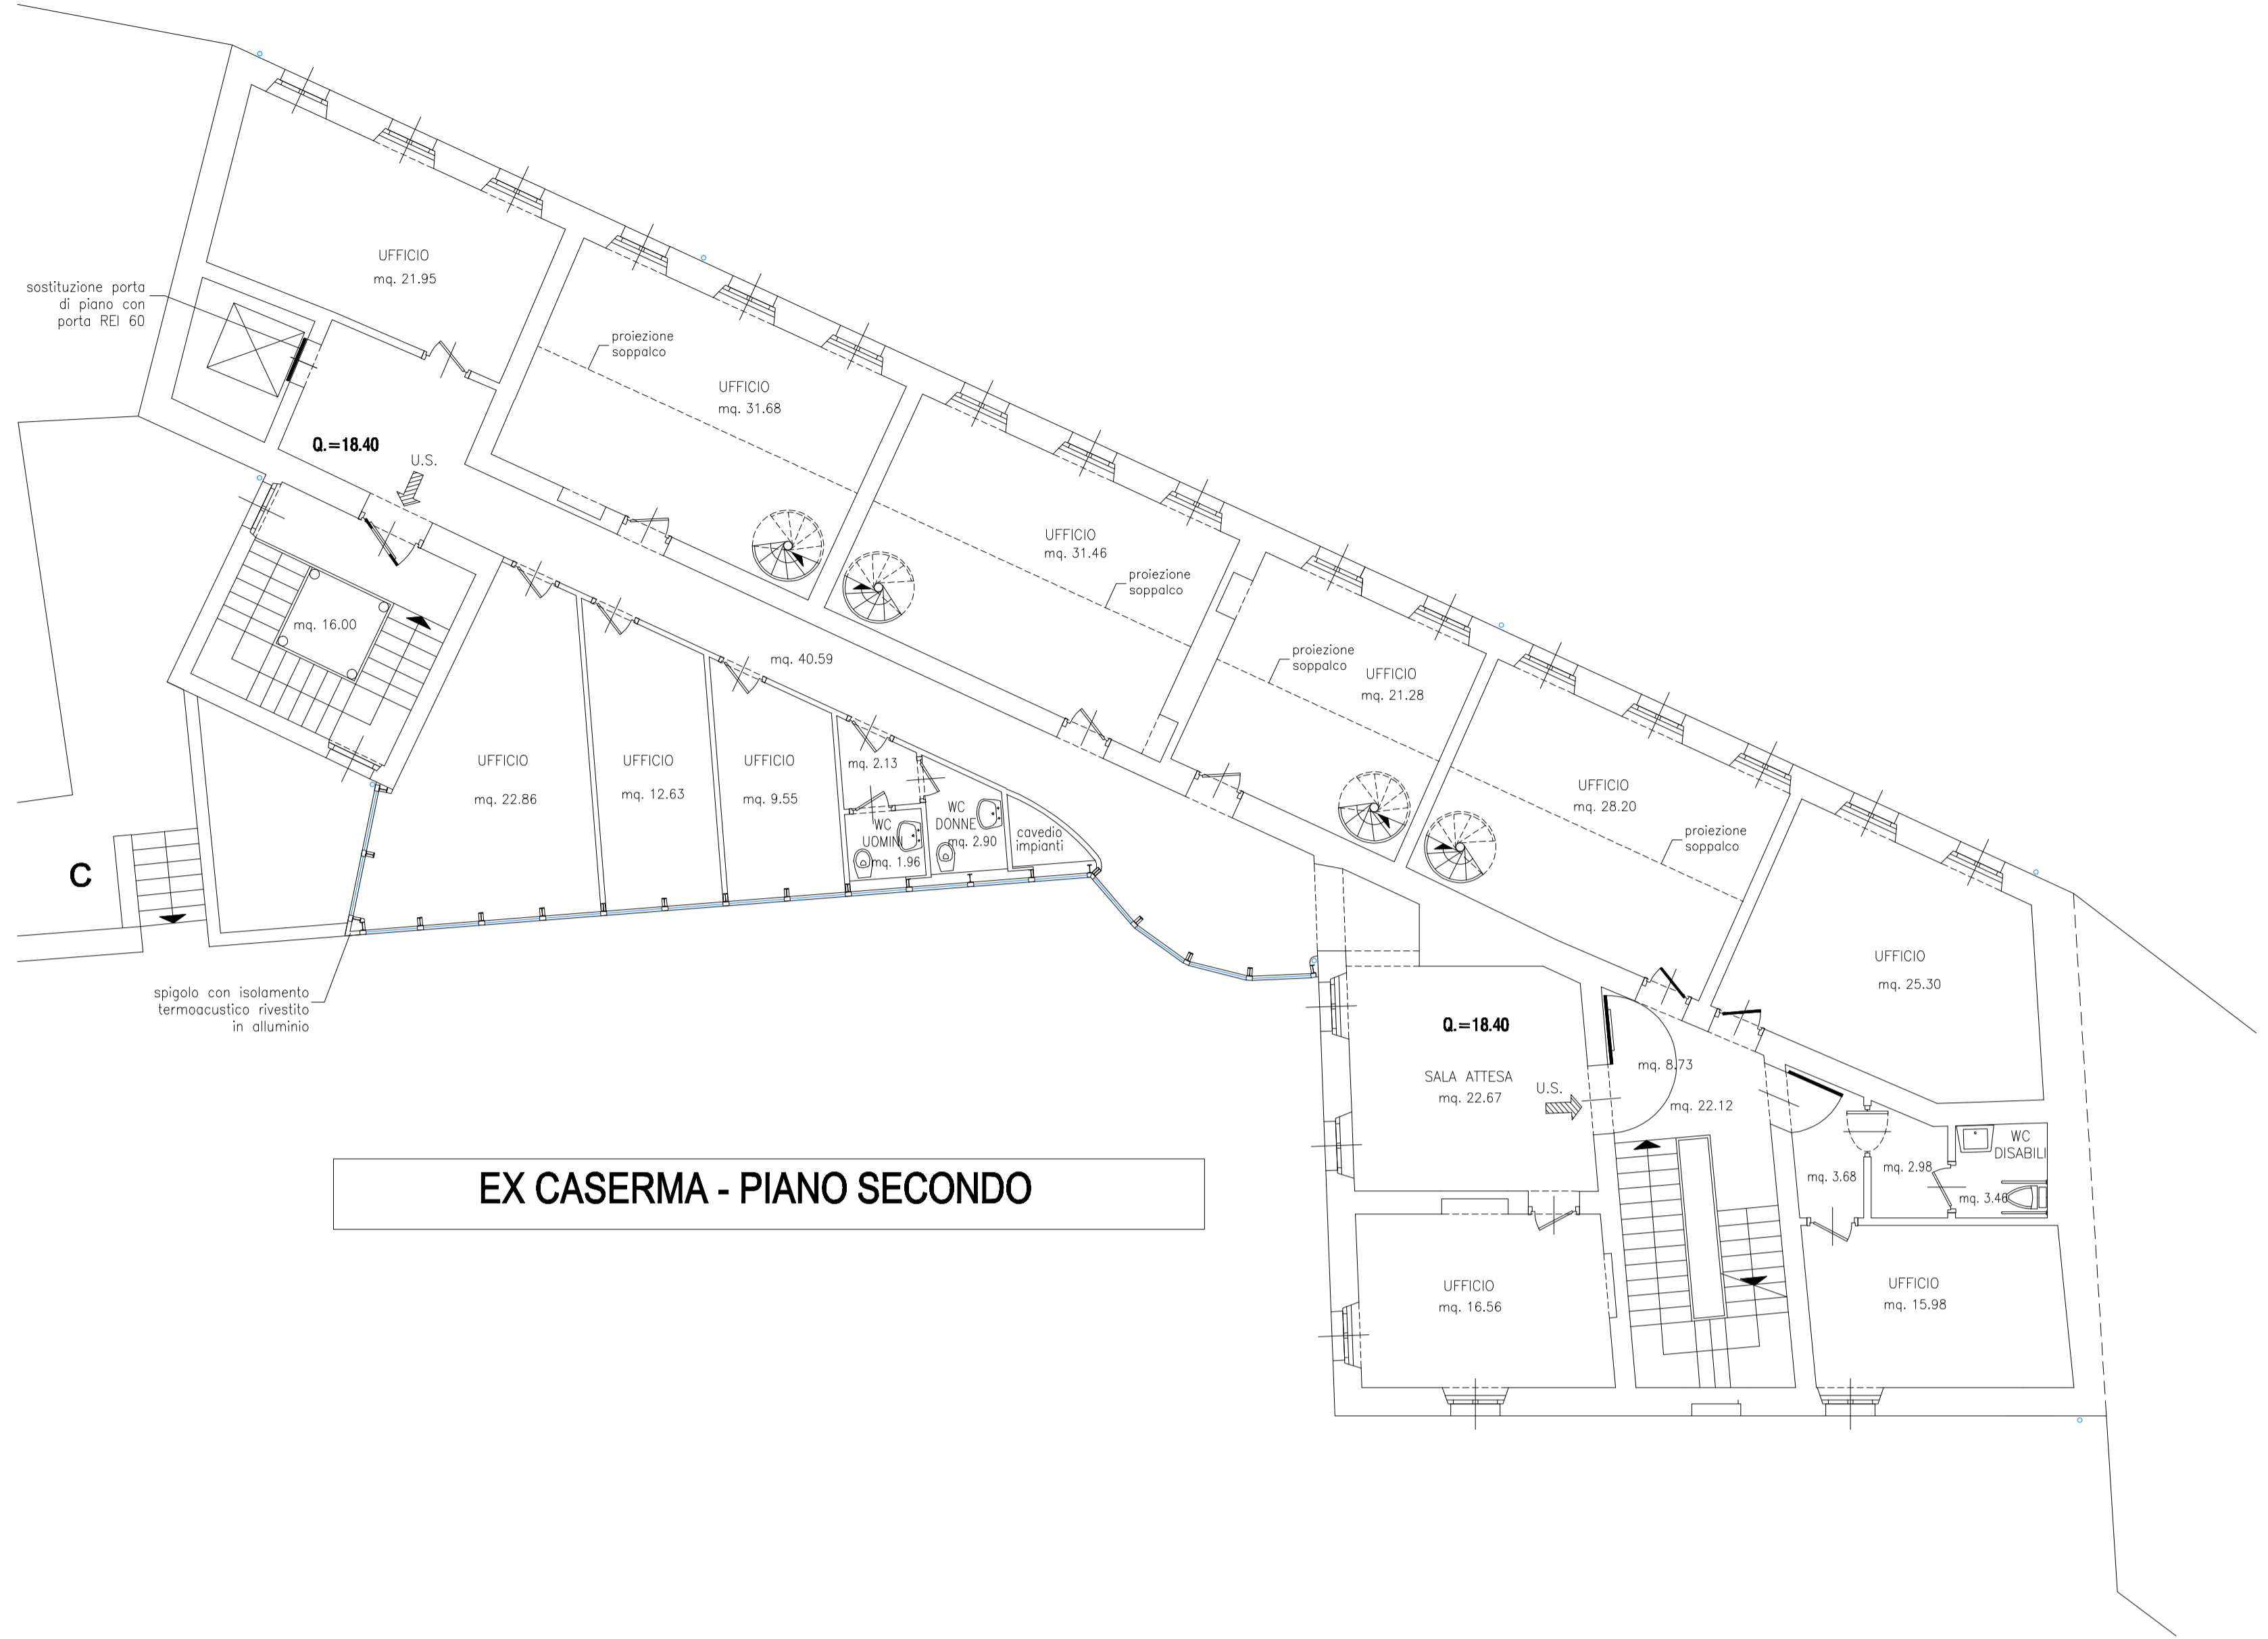 UFFICIO
mq. 21.95
sostituzione porta
di piano con
porta REI 60
proiezione
soppalco
UFFICIO
mq. 31.68
Q.=18.40
U.S.
UFFICIO
mq. 31.46
proiezione
soppalco
mq. 16.00
mq. 40.59
proiezione
soppalco
UFFICIO
mq. 21.28
UFFICIO
mq. 22.86
UFFICIO
mq. 12.63
UFFICIO
mq. 9.55
mq. 2.13
WC
UOMINI
mq. 1.96
WC
DONNE
mq. 2.90
cavedio
impianti
UFFICIO
mq. 28.20
proiezione
soppalco
C
UFFICIO
mq. 25.30
spigolo con isolamento
termoacustico rivestito
in alluminio
Q.=18.40
SALA ATTESA
mq. 22.67
U.S.
mq. 8.73
mq. 22.12
WC
DISABILI
mq. 3.68
mq. 2.98
mq. 3.46
EX CASERMA - PIANO SECONDO
UFFICIO
mq. 16.56
UFFICIO
mq. 15.98